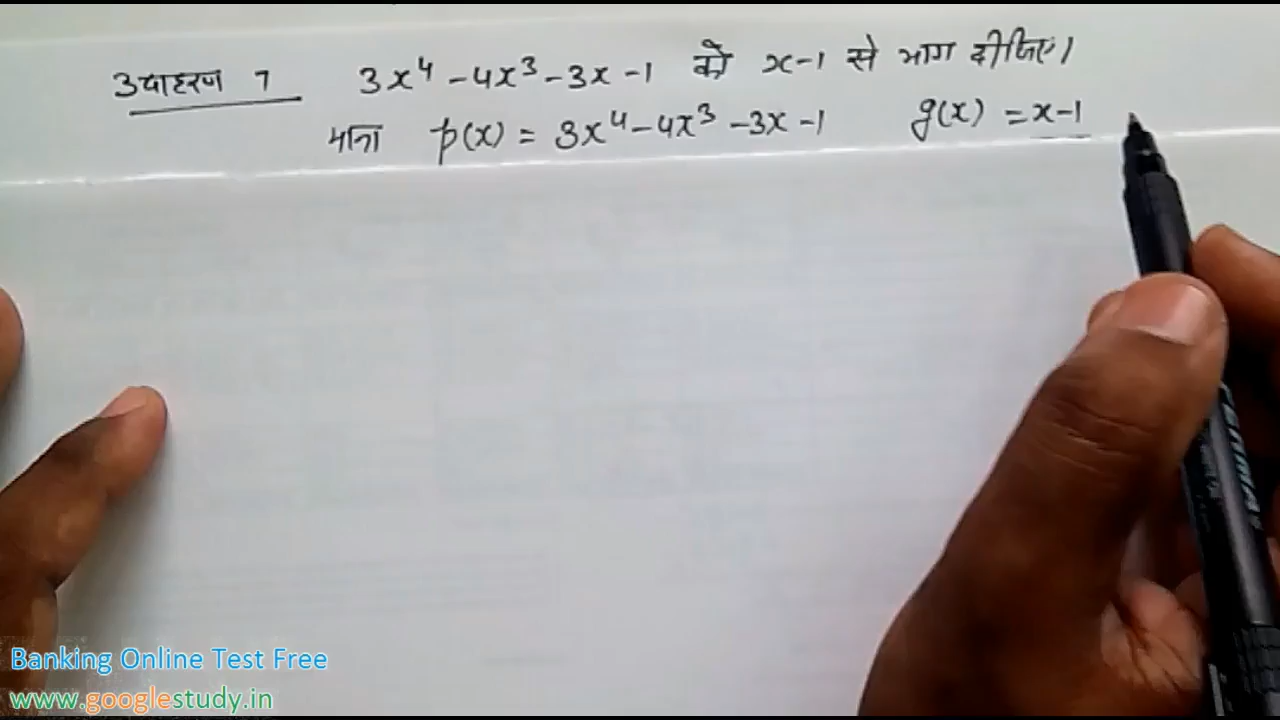 उदाहरण 7 3x⁴ - 4x³ - 3x - 1 को x-1 से भाग दीजिए।
माना p(x) = 3x⁴ - 4x³ - 3x - 1 g(x) = x-1
Banking Online Test Free
www.googlestudy.in